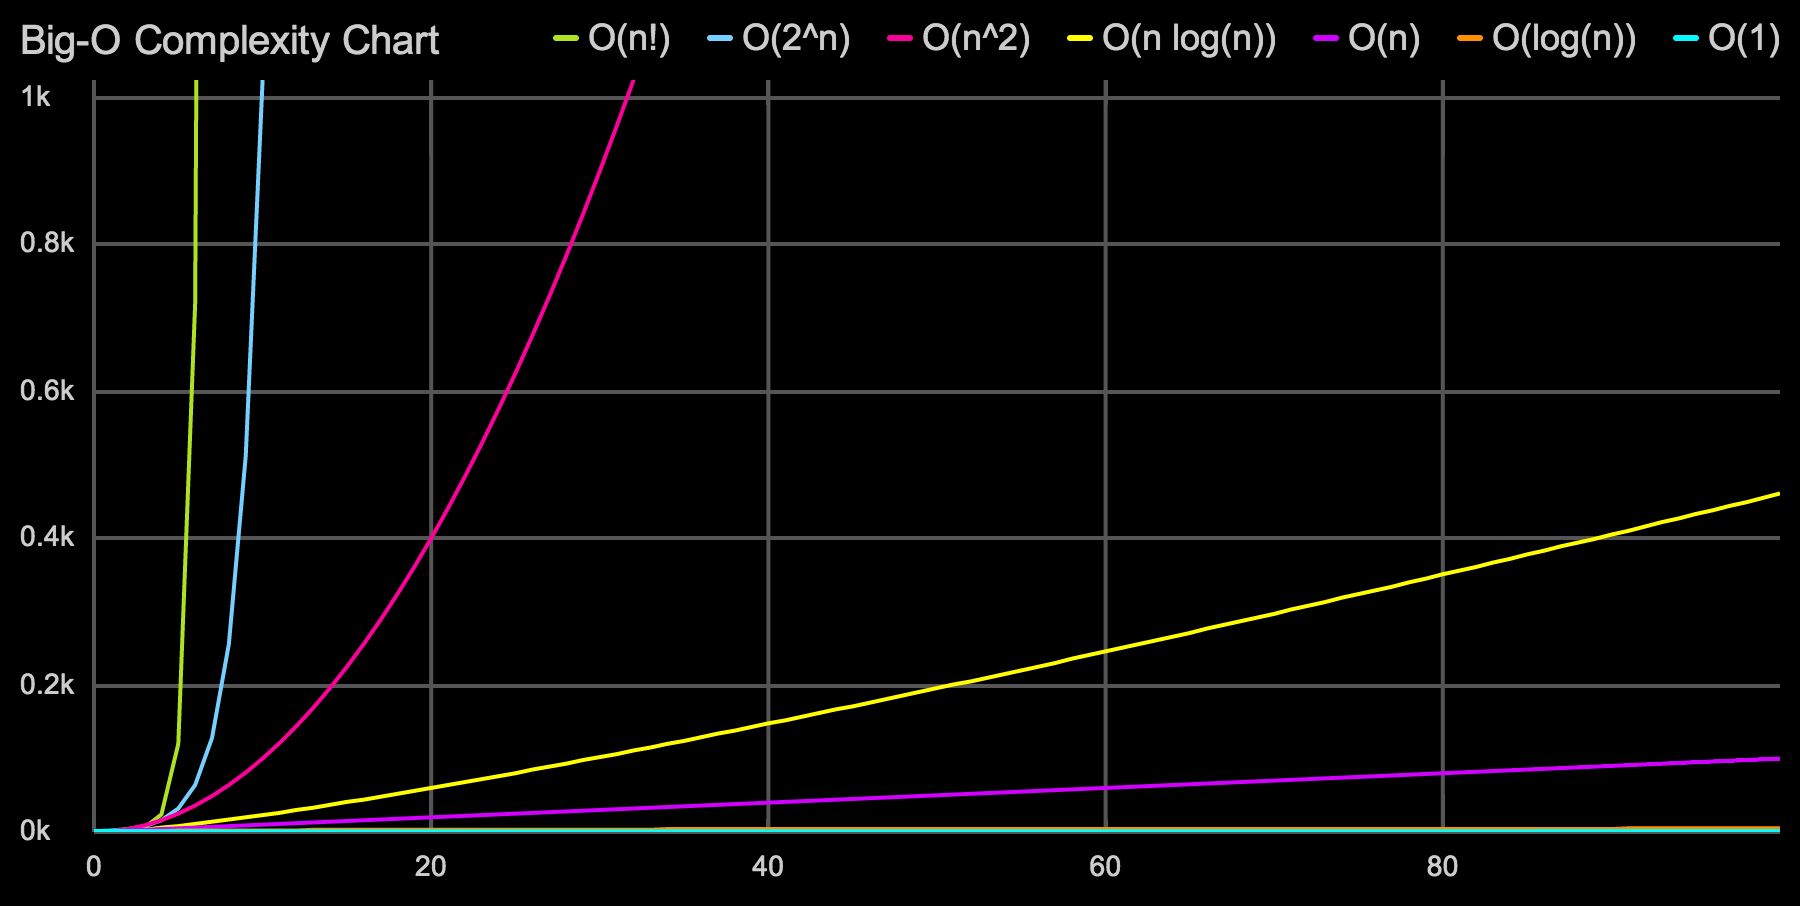 Big-O Complexity Chart
O(n!) O(2^n) O(n^2) O(n log(n)) O(n) O(log(n)) O(1)
1k
0.8k
0.6k
0.4k
0.2k
0k
0 20 40 60 80